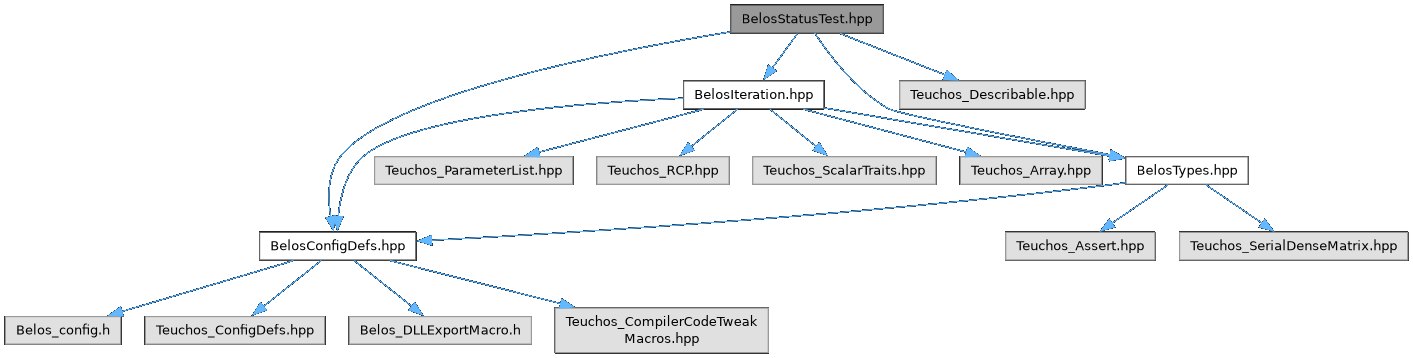 BelosStatusTest.hpp
BelosIteration.hpp
Teuchos_Describable.hpp
Teuchos_ParameterList.hpp
Teuchos_RCP.hpp
Teuchos_ScalarTraits.hpp
Teuchos_Array.hpp
BelosTypes.hpp
BelosConfigDefs.hpp
Teuchos_Assert.hpp
Teuchos_SerialDenseMatrix.hpp
Belos_config.h
Teuchos_ConfigDefs.hpp
Belos_DLLExportMacro.h
Teuchos_CompilerCodeTweak
Macros.hpp